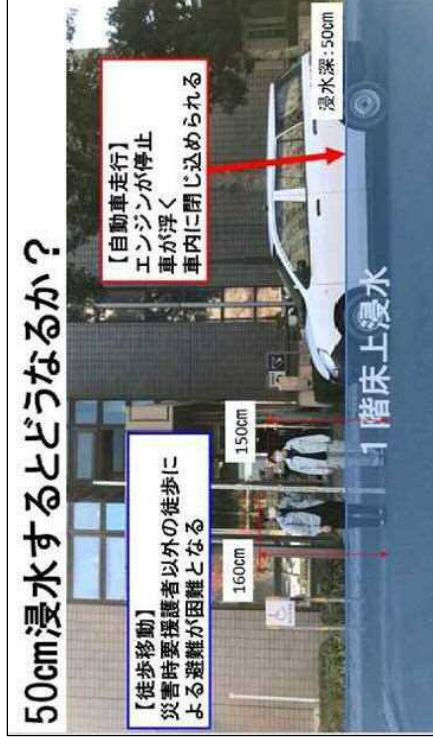 50cm浸水するとどうなるか？
【徒歩移動】
災害時要援護者以外の徒歩に
よる避難が困難となる
【自動車走行】
エンジンが停止
車が浮く
車内に閉じ込められる
160cm
150cm
浸水深：50cm
1階床上浸水